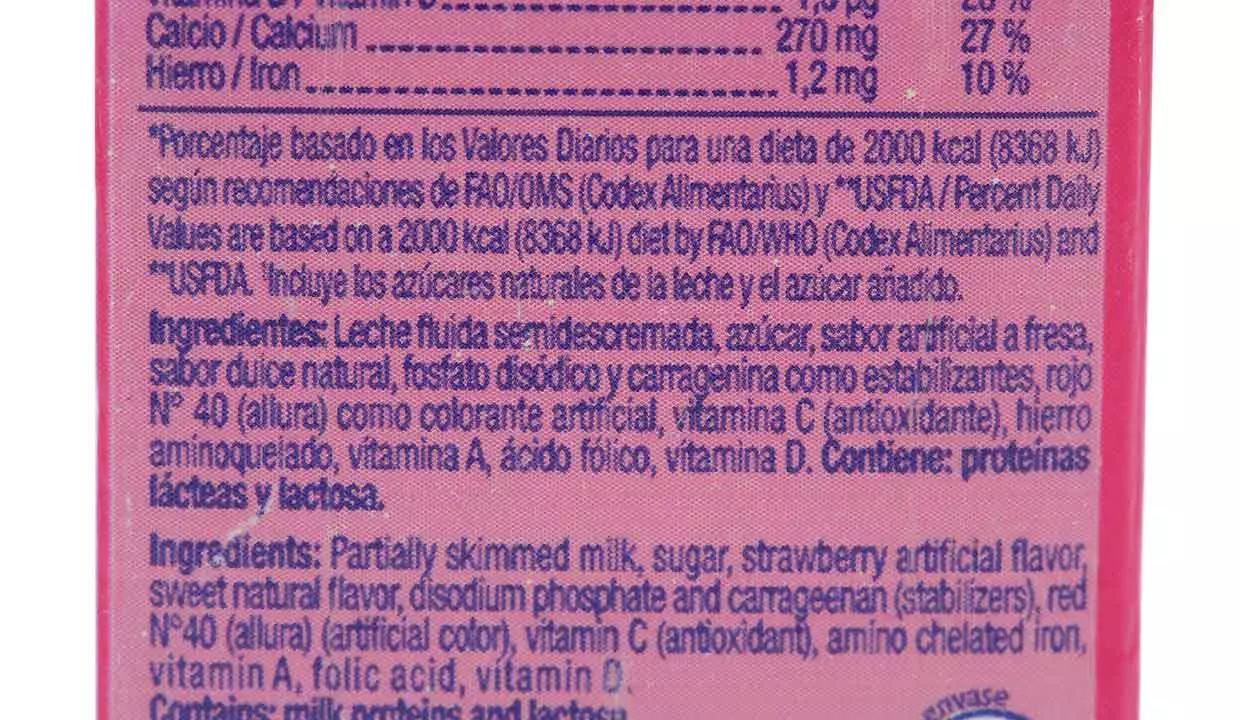 Calcio / Calcium 270 mg 27 %
Hierro / Iron 1,2 mg 10 %
*Porcentaje basado en los Valores Diarios para una dieta de 2000 kcal (8368 kJ)
según recomendaciones de FAO/OMS (Codex Alimentarius) y **USFDA / Percent Daily
Values are based on a 2000 kcal (8368 kJ) diet by FAO/WHO (Codex Alimentarius) and
**USFDA. ¹Incluye los azúcares naturales de la leche y el azúcar añadido.
Ingredientes: Leche fluida semidescremada, azúcar, sabor artificial a fresa,
sabor dulce natural, fosfato disódico y carragenina como estabilizantes, rojo
N° 40 (allura) como colorante artificial, vitamina C (antioxidante), hierro
aminoquelado, vitamina A, ácido fólico, vitamina D. Contiene: proteínas
lácteas y lactosa.
Ingredients: Partially skimmed milk, sugar, strawberry artificial flavor,
sweet natural flavor, disodium phosphate and carrageenan (stabilizers), red
N°40 (allura) (artificial color), vitamin C (antioxidant), amino chelated iron,
vitamin A, folic acid, vitamin D.
Contains: milk proteins and lactose
envase